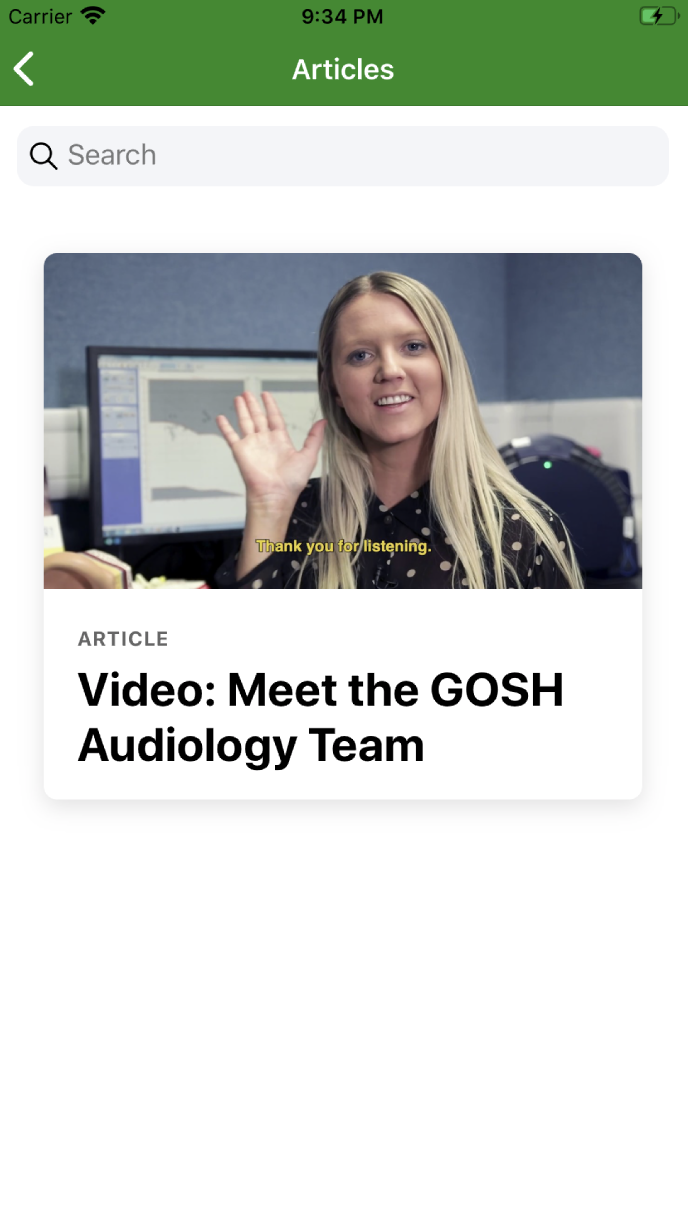 Carrier 9:34 PM
Articles
Search
Thank you for listening.
ARTICLE
Video: Meet the GOSH
Audiology Team